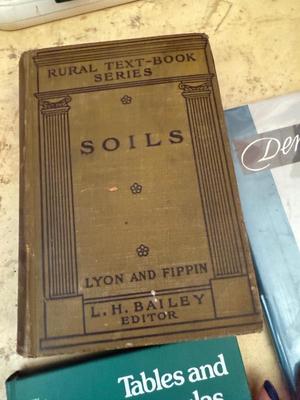 RURAL TEXT-BOOK
SERIES
SOILS
LYON AND FIPPIN
L. H. BAILEY
EDITOR
Tables and